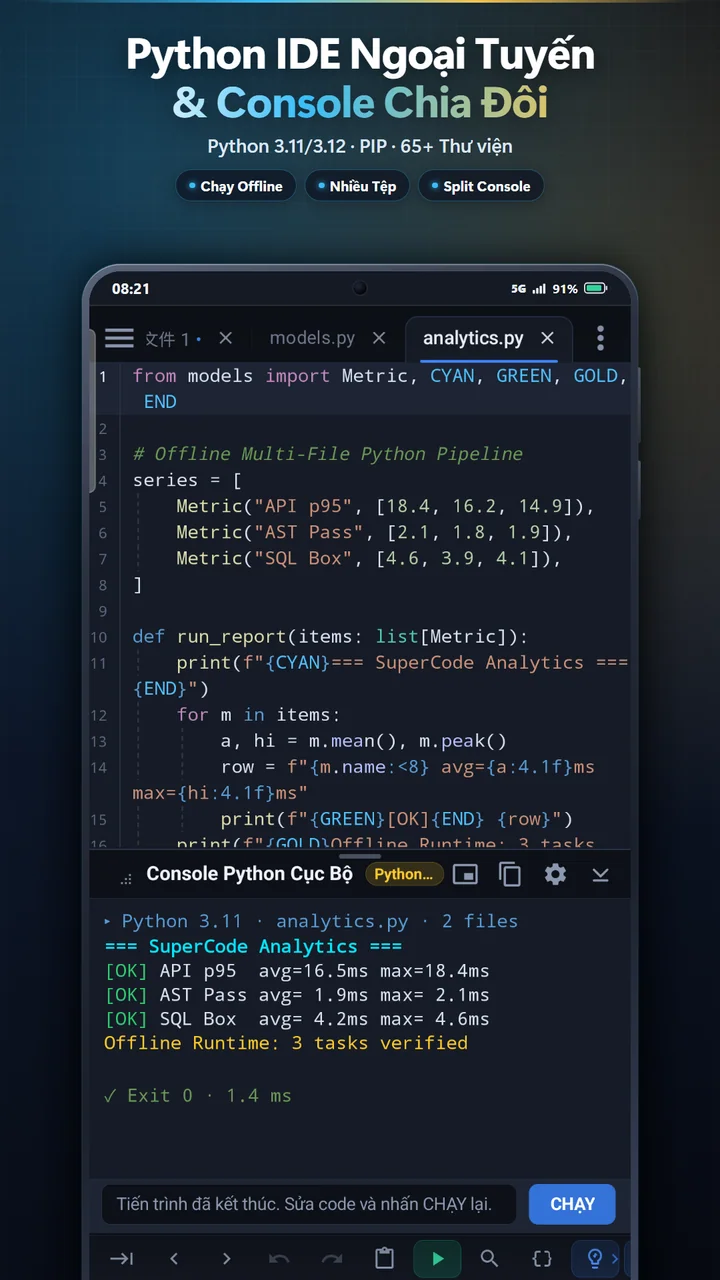 Python IDE Ngoại Tuyến
& Console Chia Đôi
Python 3.11/3.12 · PIP · 65+ Thư viện
Chạy Offline
Nhiều Tệp
Split Console
08:21
5G
91%
文件 1 •
models.py
analytics.py
1 from models import Metric, CYAN, GREEN, GOLD,
END
2
3 # Offline Multi-File Python Pipeline
4 series = [
5 Metric("API p95", [18.4, 16.2, 14.9]),
6 Metric("AST Pass", [2.1, 1.8, 1.9]),
7 Metric("SQL Box", [4.6, 3.9, 4.1]),
8 ]
9
10 def run_report(items: list[Metric]):
11 print(f"{CYAN}=== SuperCode Analytics ===
{END}")
12 for m in items:
13 a, hi = m.mean(), m.peak()
14 row = f"{m.name:<8} avg={a:4.1f}ms
max={hi:4.1f}ms"
15 print(f"{GREEN}[OK]{END} {row}")
16 print(f"{GOLD}Offline Runtime: 3 tasks
Console Python Cục Bộ
Python...
▸ Python 3.11 · analytics.py · 2 files
=== SuperCode Analytics ===
[OK] API p95 avg=16.5ms max=18.4ms
[OK] AST Pass avg= 1.9ms max= 2.1ms
[OK] SQL Box avg= 4.2ms max= 4.6ms
Offline Runtime: 3 tasks verified
✓ Exit 0 · 1.4 ms
Tiến trình đã kết thúc. Sửa code và nhấn CHẠY lại.
CHẠY